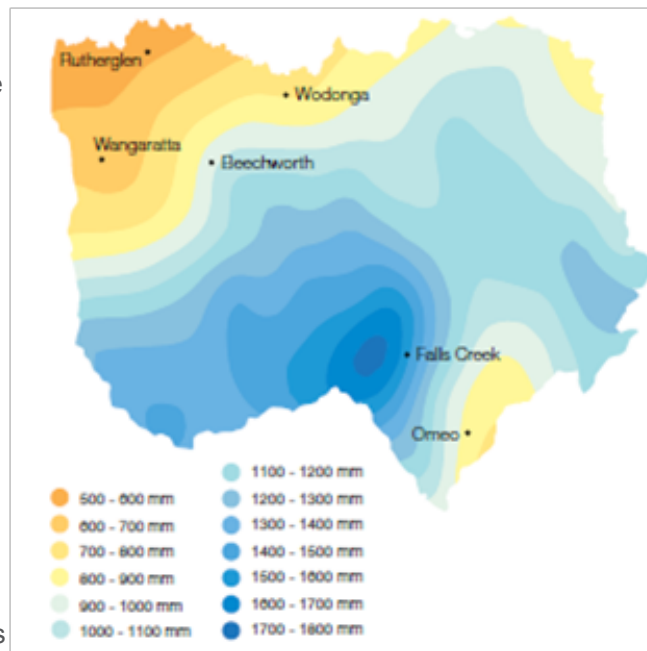 e
Rutherglen
Wodonga
Wangaratta
Beechworth
Falls Creek
Omeo
500 - 600 mm
600 - 700 mm
700 - 800 mm
800 - 900 mm
900 - 1000 mm
1000 - 1100 mm
1100 - 1200 mm
1200 - 1300 mm
1300 - 1400 mm
1400 - 1500 mm
1500 - 1600 mm
1600 - 1700 mm
1700 - 1800 mm
s